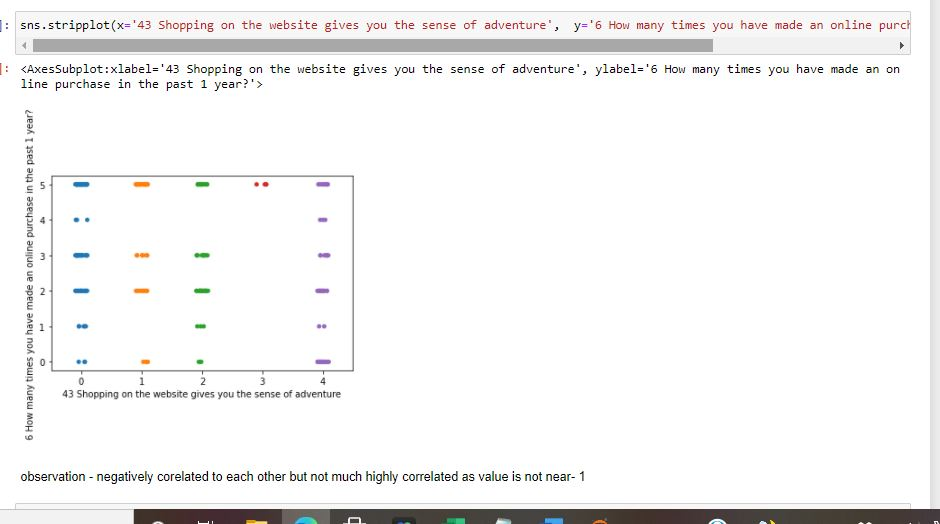 ]: sns.stripplot(x='43 Shopping on the website gives you the sense of adventure', y='6 How many times you have made an online purch
]: <AxesSubplot:xlabel='43 Shopping on the website gives you the sense of adventure', ylabel='6 How many times you have made an on
line purchase in the past 1 year?'>
6 How many times you have made an online purchase in the past 1 year?
5
4
3
2
1
0
0 1 2 3 4
43 Shopping on the website gives you the sense of adventure
observation - negatively corelated to each other but not much highly correlated as value is not near- 1